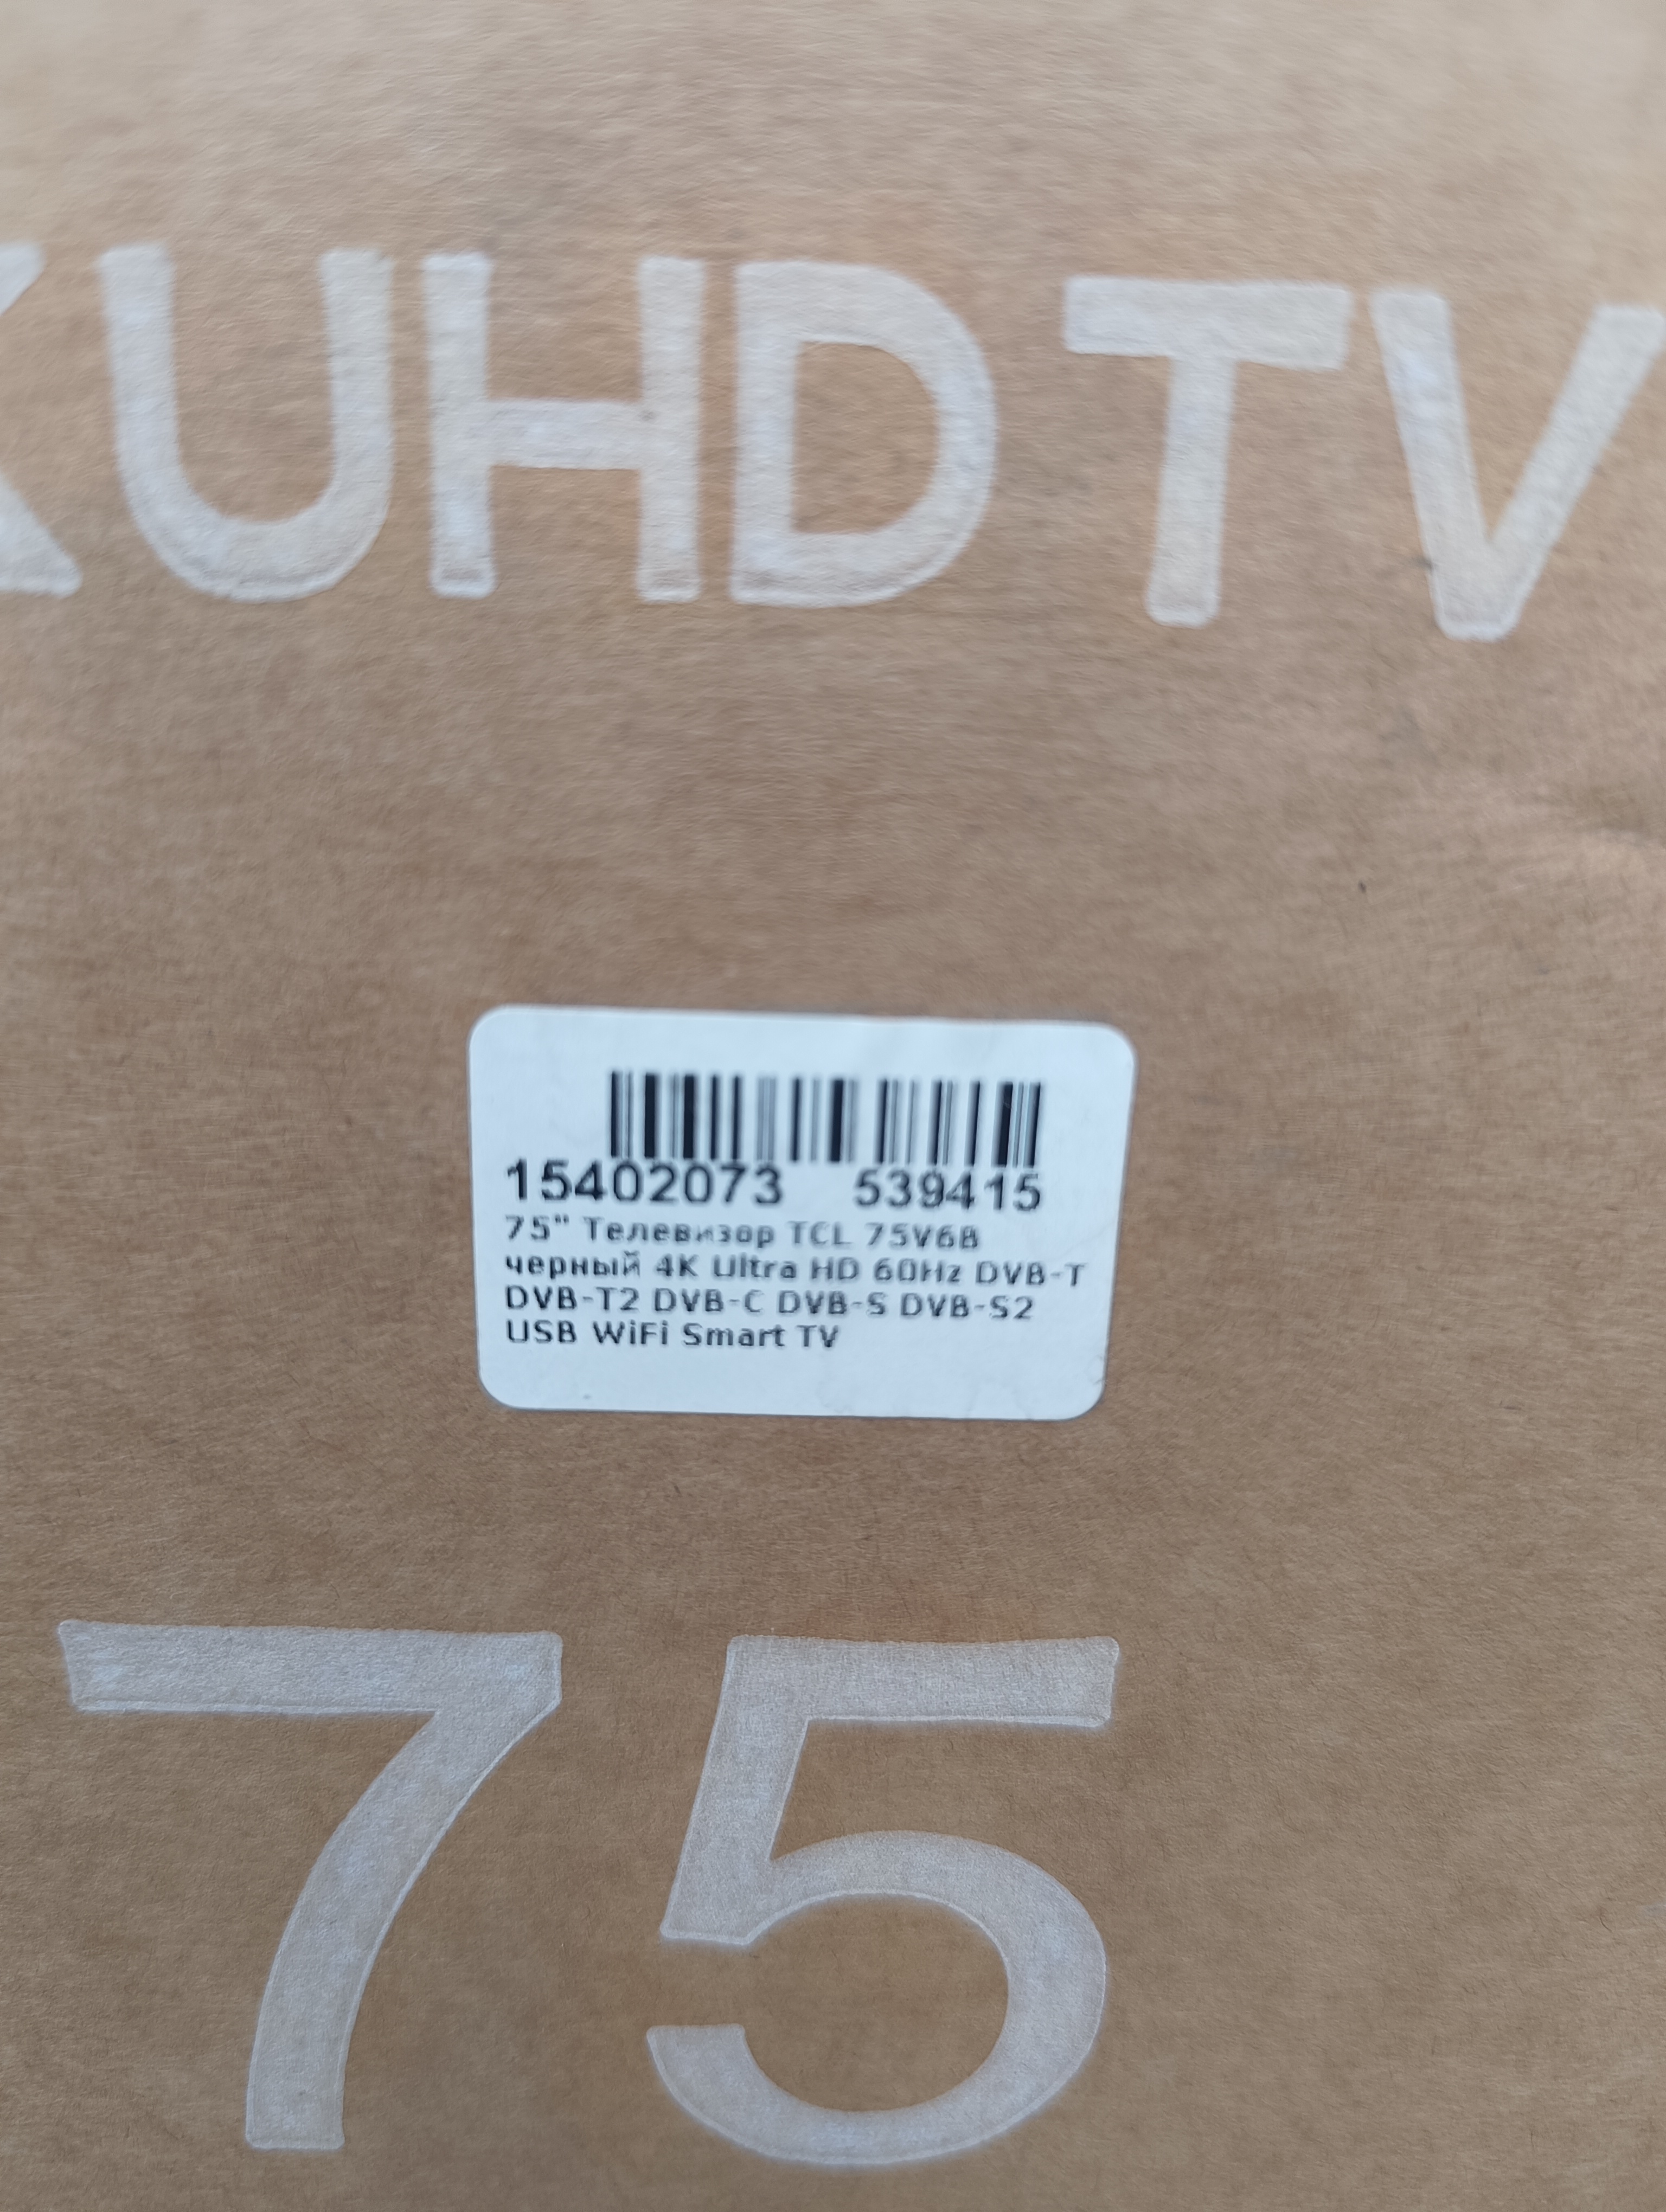 KUHD TV
15402073 539415
75" Телевизор TCL 75V6B
черный 4K Ultra HD 60Hz DVB-T
DVB-T2 DVB-C DVB-S DVB-S2
USB WiFi Smart TV
75